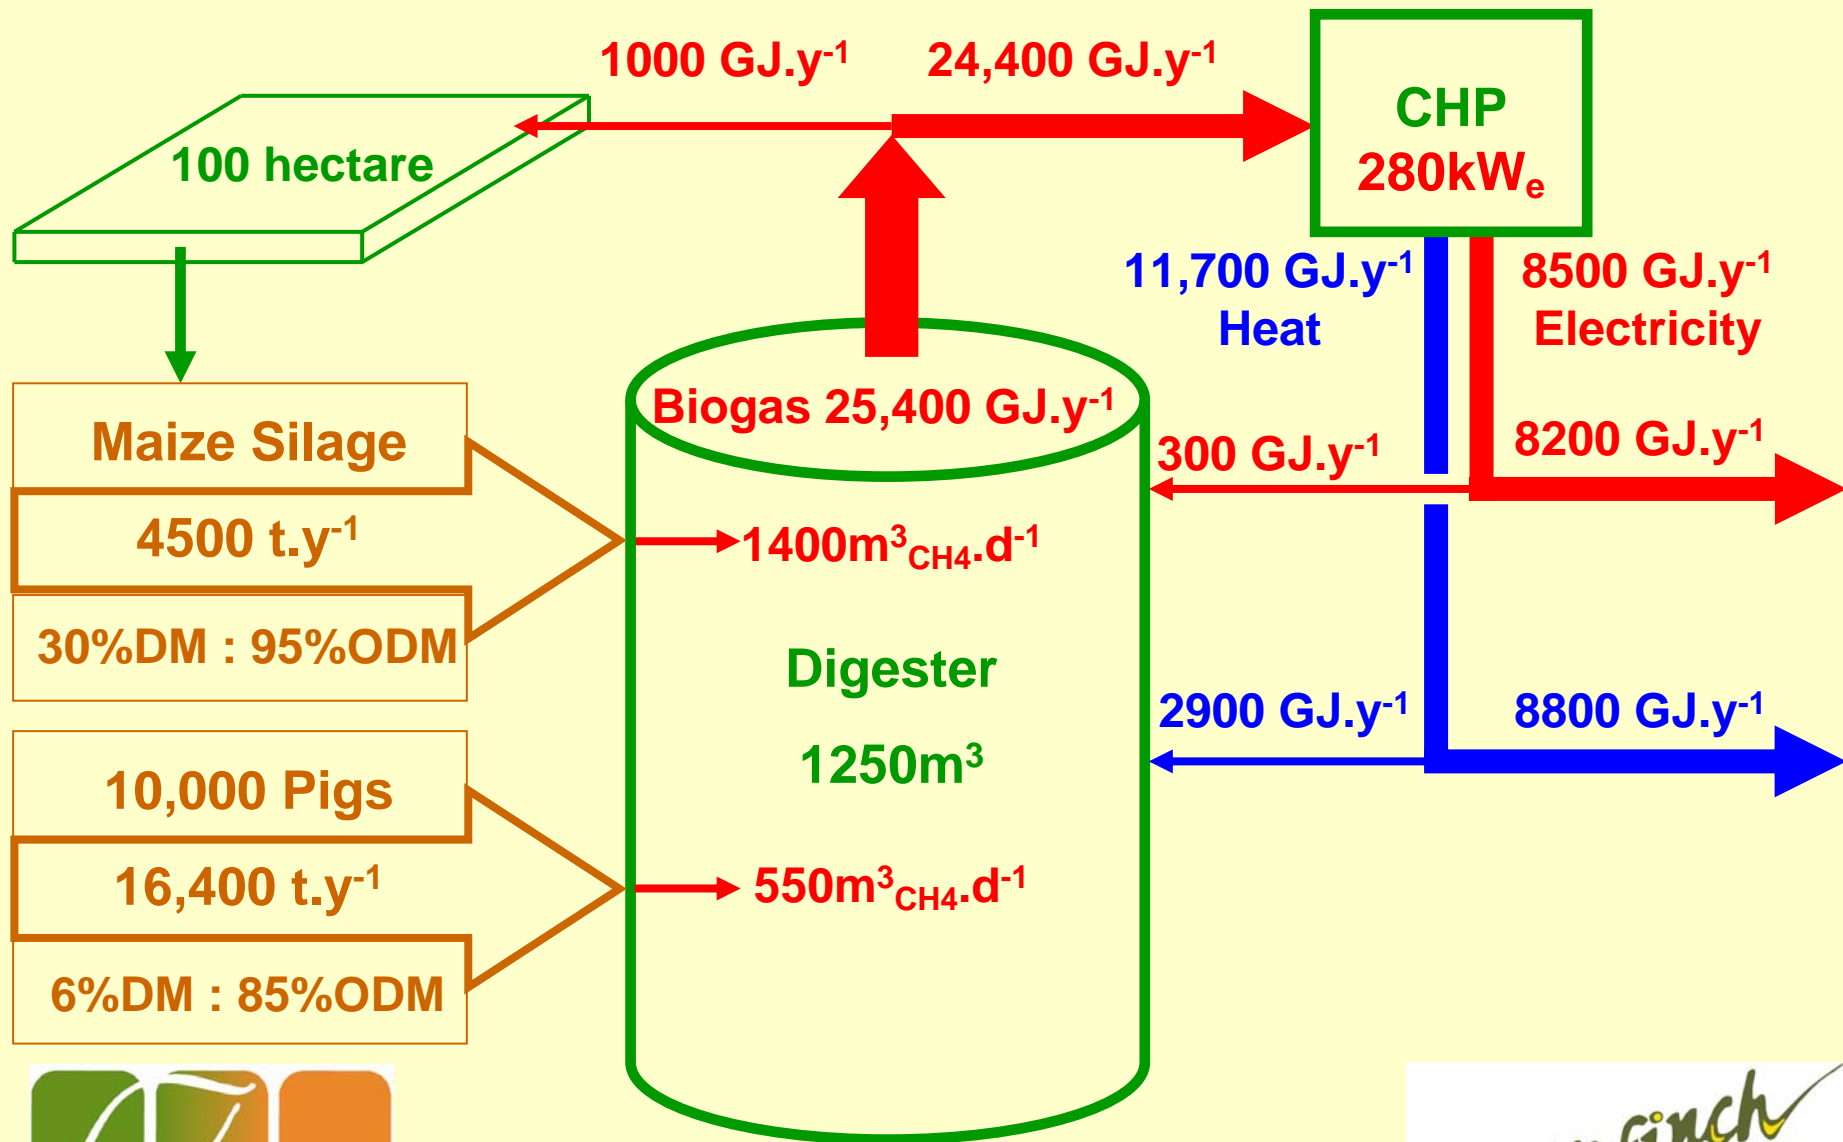 1000 GJ.y⁻¹
24,400 GJ.y⁻¹
CHP
280kWₑ
100 hectare
11,700 GJ.y⁻¹
Heat
8500 GJ.y⁻¹
Electricity
Biogas 25,400 GJ.y⁻¹
300 GJ.y⁻¹
8200 GJ.y⁻¹
Maize Silage
4500 t.y⁻¹
30%DM : 95%ODM
1400m³CH4.d⁻¹
Digester
1250m³
2900 GJ.y⁻¹
8800 GJ.y⁻¹
10,000 Pigs
16,400 t.y⁻¹
6%DM : 85%ODM
550m³CH4.d⁻¹